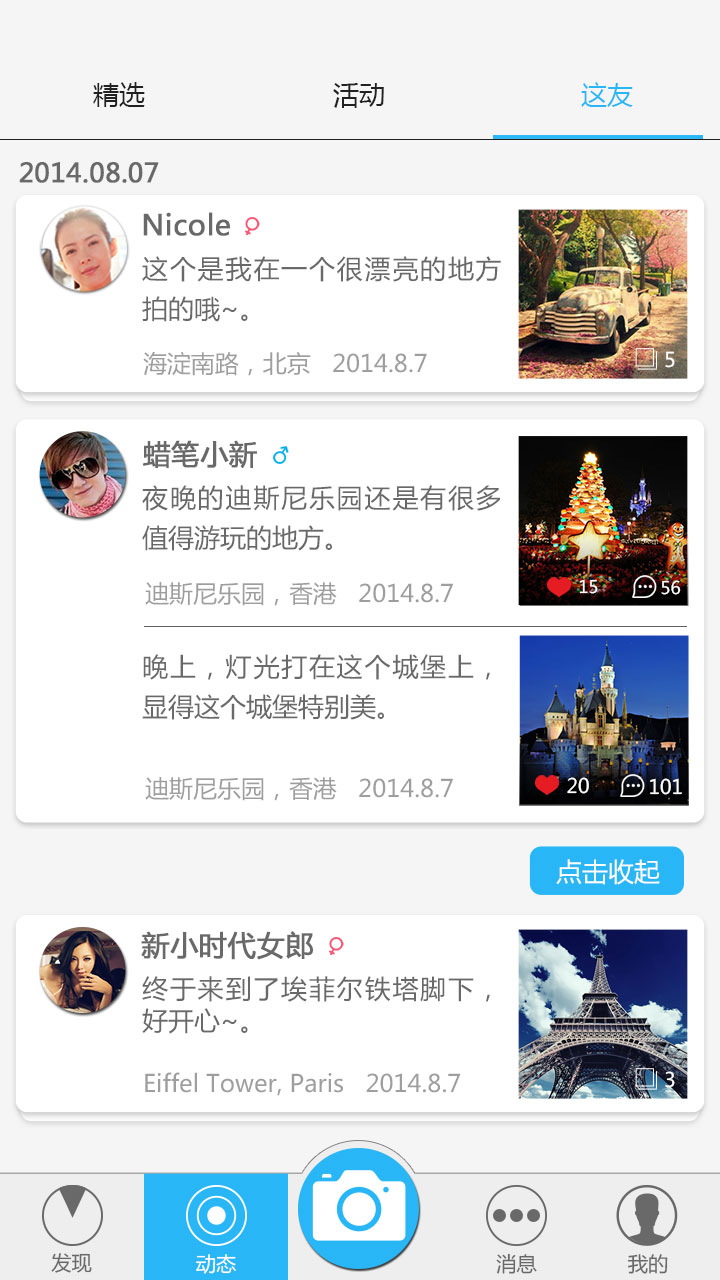 精选
活动
这友
2014.08.07
Nicole
这个是我在一个很漂亮的地方
拍的哦~。
海淀南路，北京 2014.8.7
5
蜡笔小新
夜晚的迪斯尼乐园还是有很多
值得游玩的地方。
迪斯尼乐园，香港 2014.8.7
15 56
晚上，灯光打在这个城堡上，
显得这个城堡特别美。
迪斯尼乐园，香港 2014.8.7
20 101
点击收起
新小时代女郎
终于来到了埃菲尔铁塔脚下，
好开心~。
Eiffel Tower, Paris 2014.8.7
3
发现
动态
消息
我的